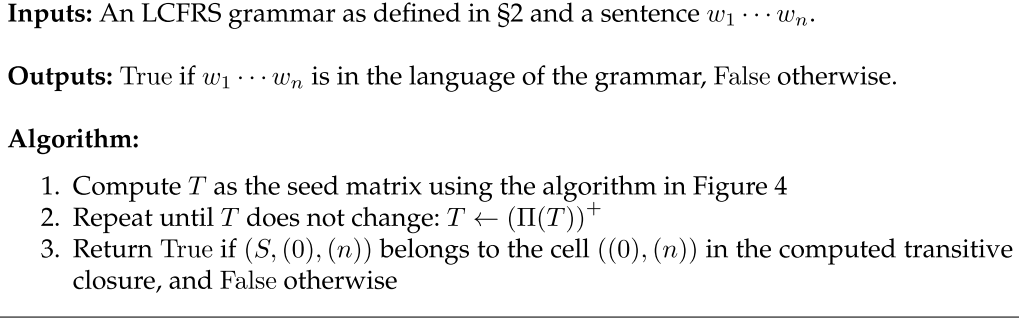 Inputs: An LCFRS grammar as defined in §2 and a sentence w₁ ⋯ wₙ.
Outputs: True if w₁ ⋯ wₙ is in the language of the grammar, False otherwise.
Algorithm:
1. Compute T as the seed matrix using the algorithm in Figure 4
2. Repeat until T does not change: T ← (Π(T))⁺
3. Return True if (S, (0), (n)) belongs to the cell ((0), (n)) in the computed transitive
closure, and False otherwise